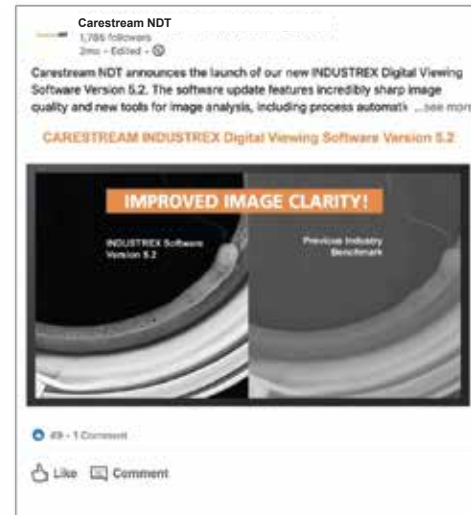 Carestream NDT
1,786 followers
2mo - Edited -
Carestream NDT announces the launch of our new INDUSTREX Digital Viewing
Software Version 5.2. The software update features incredibly sharp image
quality and new tools for image analysis, including process automatic ...see more
CARESTREAM INDUSTREX Digital Viewing Software Version 5.2
IMPROVED IMAGE CLARITY!
INDUSTREX Software
Version 5.2
Previous Industry
Benchmark
49 - 1 Comment
Like Comment